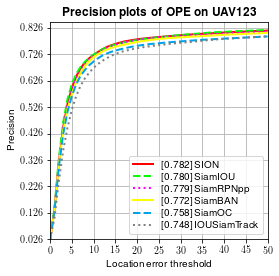 Precision plots of OPE on UAV123
0.826
0.726
0.626
0.526
0.426
0.326
0.226
0.126
0.026
Precision
0 5 10 15 20 25 30 35 40 45 50
Location error threshold
[0.782] SION
[0.780] SiamIOU
[0.779] SiamRPNpp
[0.772] SiamBAN
[0.758] SiamOC
[0.748] IOUSiamTrack